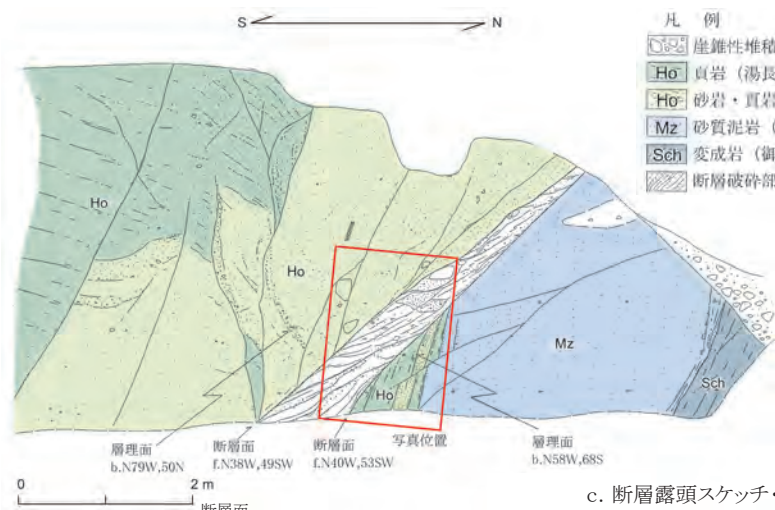 S N
凡 例
崖錐性堆積
Ho 頁岩（湯長
Ho 砂岩・頁岩
Mz 砂質泥岩（
Sch 変成岩（御
断層破砕部
Ho
Ho
Ho
Mz
Sch
層理面
b.N79W,50N
断層面
f.N38W,49SW
断層面
f.N40W,53SW
写真位置
層理面
b.N58W,68S
0 2 m
断層面
c. 断層露頭スケッチ・